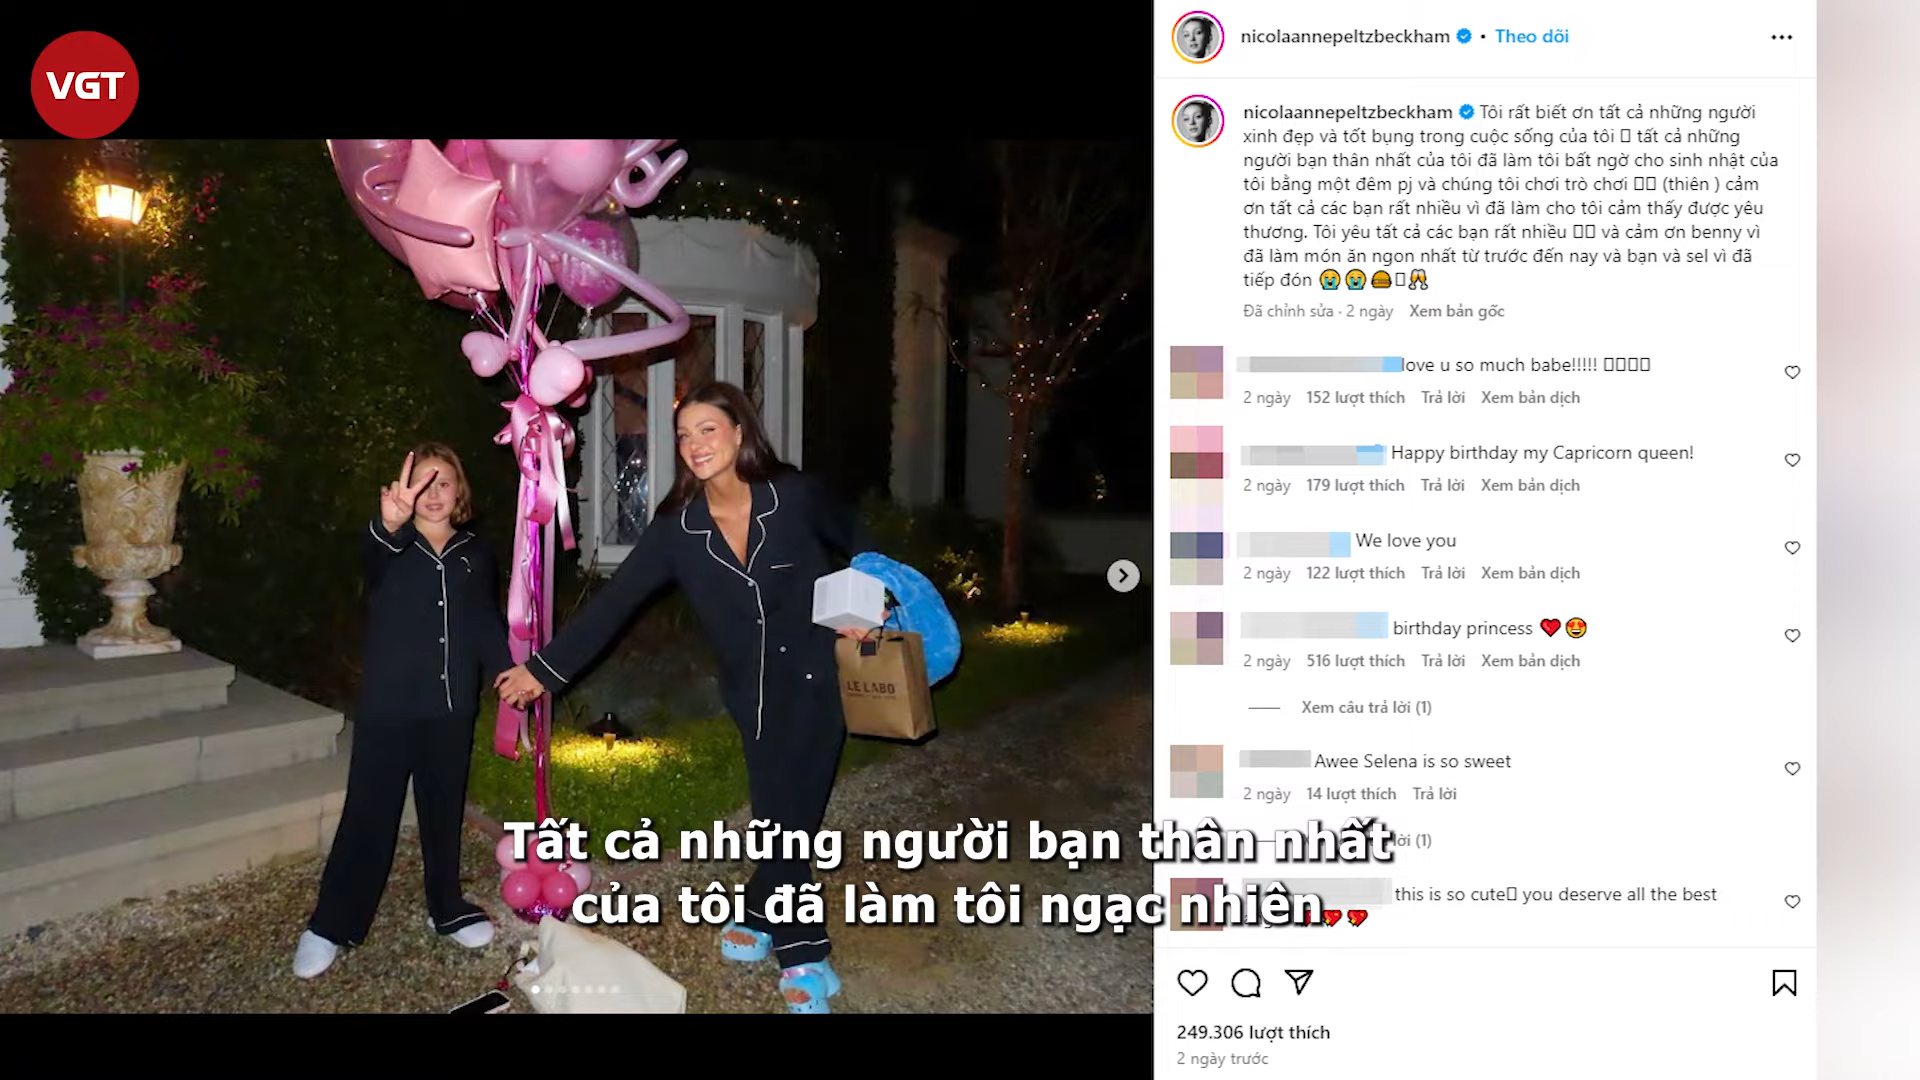 VGT
nicolaannepeltzbeckham • Theo dõi
nicolaannepeltzbeckham Tôi rất biết ơn tất cả những người
xinh đẹp và tốt bụng trong cuộc sống của tôi tất cả những
người bạn thân nhất của tôi đã làm tôi bất ngờ cho sinh nhật của
tôi bằng một đêm pj và chúng tôi chơi trò chơi (thiên ) cảm
ơn tất cả các bạn rất nhiều vì đã làm cho tôi cảm thấy được yêu
thương. Tôi yêu tất cả các bạn rất nhiều và cảm ơn benny vì
đã làm món ăn ngon nhất từ trước đến nay và bạn và sel vì đã
tiếp đón 😭😭🍔🥂
Đã chỉnh sửa · 2 ngày Xem bản gốc
love u so much babe!!!!!
2 ngày 152 lượt thích Trả lời Xem bản dịch
Happy birthday my Capricorn queen!
2 ngày 179 lượt thích Trả lời Xem bản dịch
We love you
2 ngày 122 lượt thích Trả lời Xem bản dịch
birthday princess ❤️😍
2 ngày 516 lượt thích Trả lời Xem bản dịch
Xem câu trả lời (1)
Awee Selena is so sweet
2 ngày 14 lượt thích Trả lời
lời (1)
this is so cute you deserve all the best
💖💖
249.306 lượt thích
2 ngày trước
LE LABO
Tất cả những người bạn thân nhất
của tôi đã làm tôi ngạc nhiên